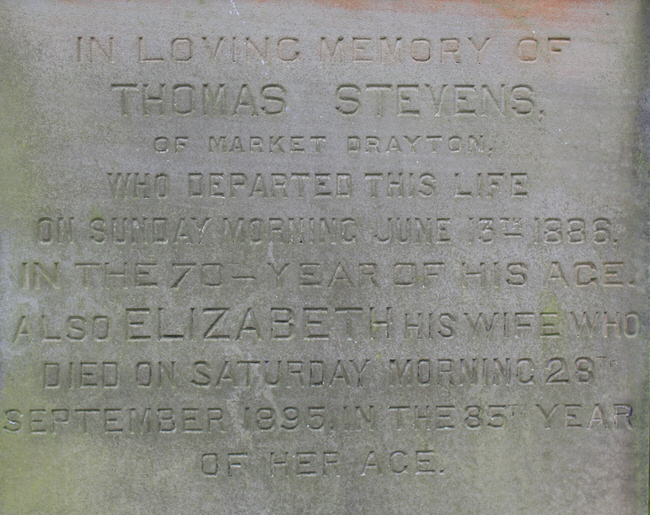 IN LOVING MEMORY OF
THOMAS STEVENS,
OF MARKET DRAYTON,
WHO DEPARTED THIS LIFE
ON SUNDAY MORNING JUNE 13TH 1886,
IN THE 70— YEAR OF HIS AGE.
ALSO ELIZABETH HIS WIFE WHO
DIED ON SATURDAY MORNING 28TH
SEPTEMBER 1895, IN THE 85TH YEAR
OF HER AGE.